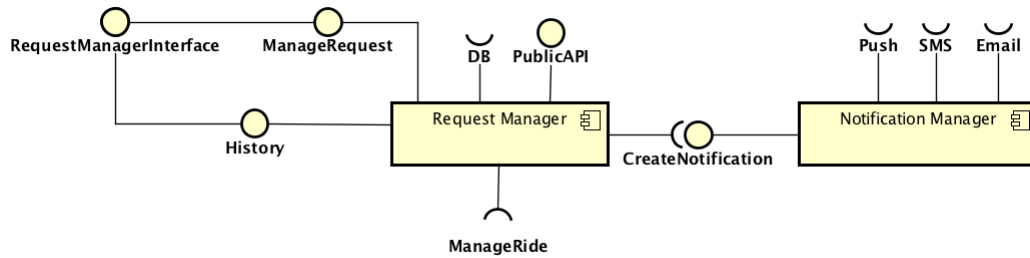 RequestManagerInterface
ManageRequest
DB
PublicAPI
Push
SMS
Email
Request Manager
Notification Manager
History
CreateNotification
ManageRide